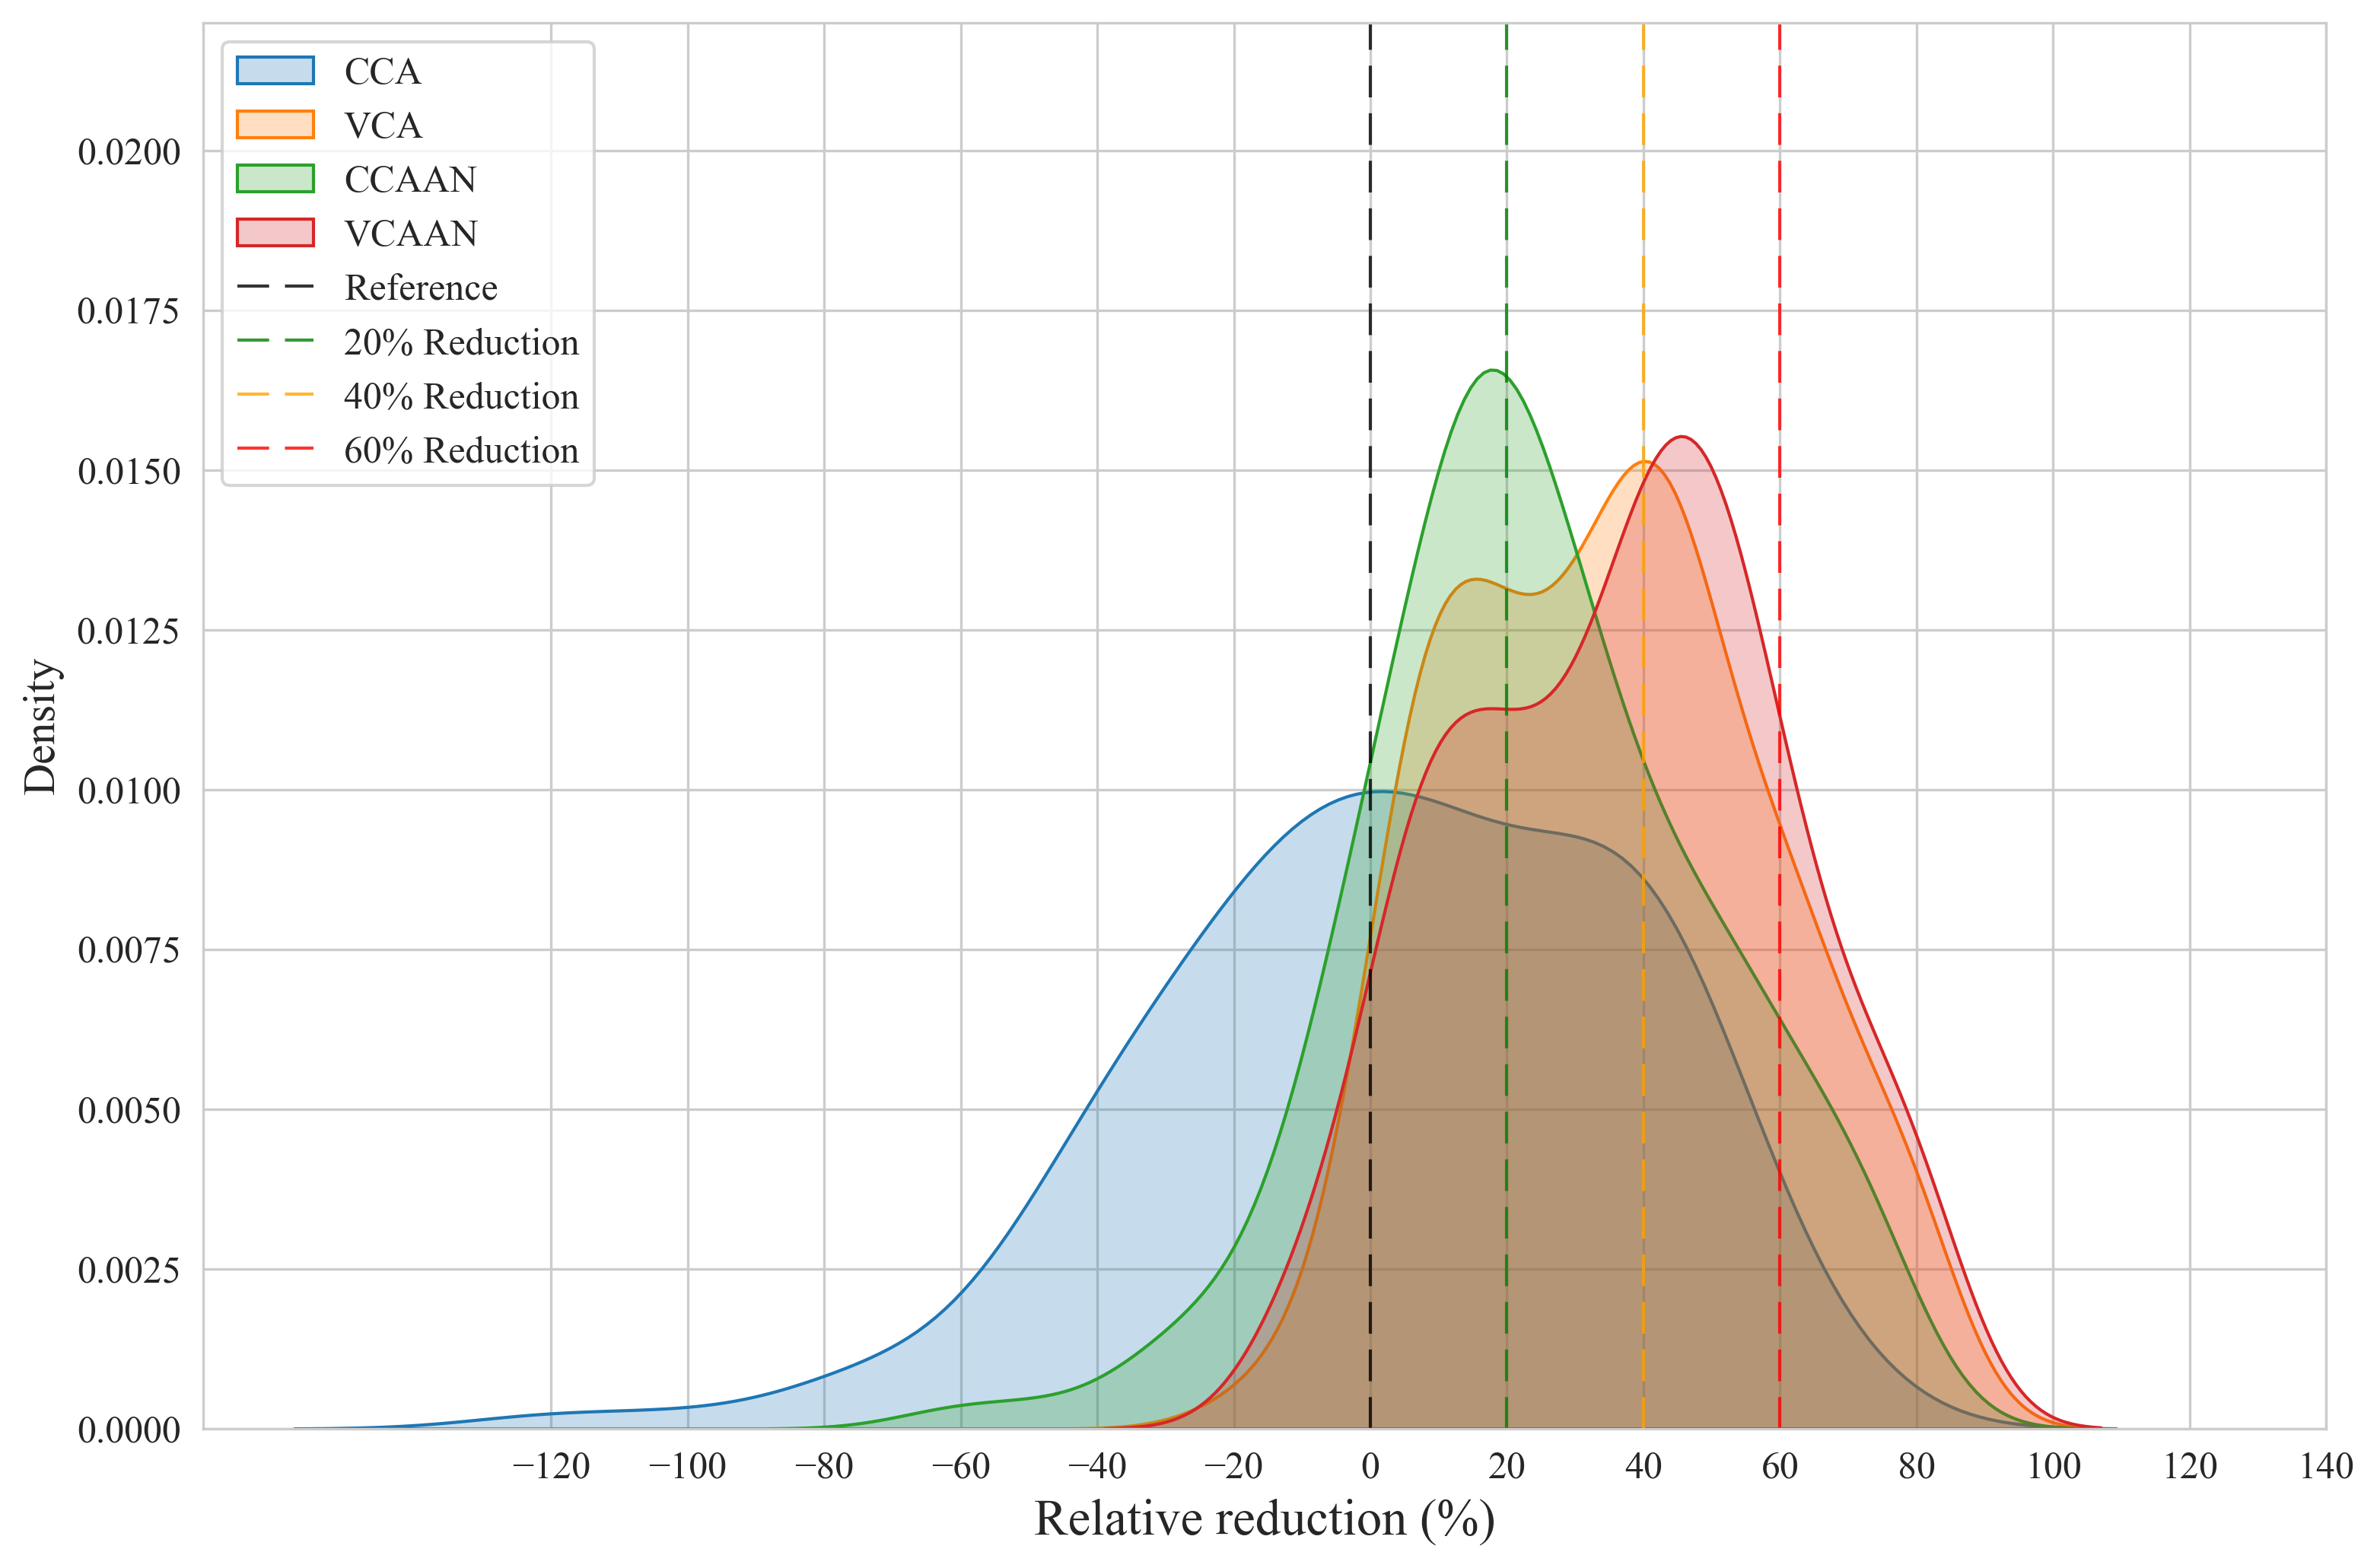 CCA
VCA
CCAAN
VCAAN
Reference
20% Reduction
40% Reduction
60% Reduction
Density
0.0200
0.0175
0.0150
0.0125
0.0100
0.0075
0.0050
0.0025
0.0000
−120 −100 −80 −60 −40 −20 0 20 40 60 80 100 120 140
Relative reduction (%)